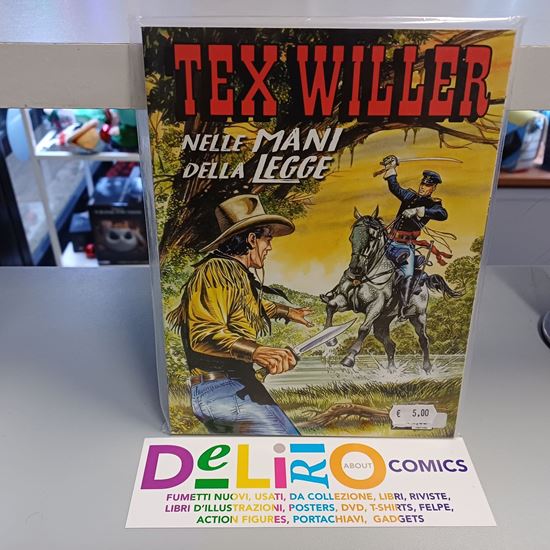 TEX WILLER
NELLE MANI
DELLA LEGGE
€ 5,00
DeLiRiO ABOUT COMICS
FUMETTI NUOVI, USATI, DA COLLEZIONE, LIBRI, RIVISTE,
LIBRI D'ILLUSTRAZIONI, POSTERS, DVD, T-SHIRTS, FELPE,
ACTION FIGURES, PORTACHIAVI, GADGETS